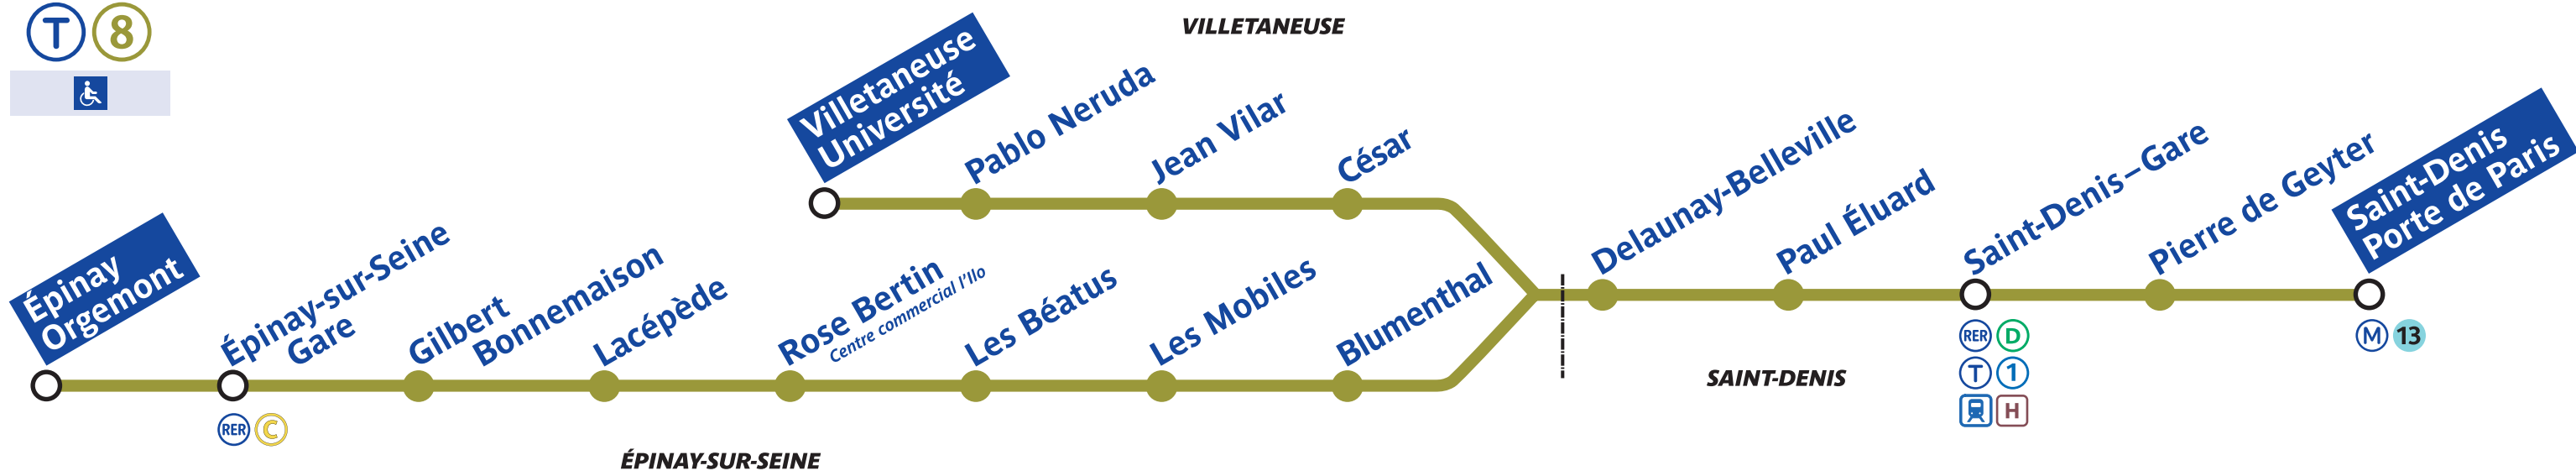 T 8
VILLETANEUSE
Villetaneuse
Université
Pablo Neruda
Jean Vilar
César
Épinay
Orgemont
Épinay-sur-Seine
Gare
Gilbert
Bonnemaison
Lacépède
Rose Bertin
Centre commercial l'Ilo
Les Béatus
Les Mobiles
Blumenthal
Delaunay-Belleville
Paul Éluard
Saint-Denis–Gare
Pierre de Geyter
Saint-Denis
Porte de Paris
RER C
RER D
T 1
H
M 13
SAINT-DENIS
ÉPINAY-SUR-SEINE